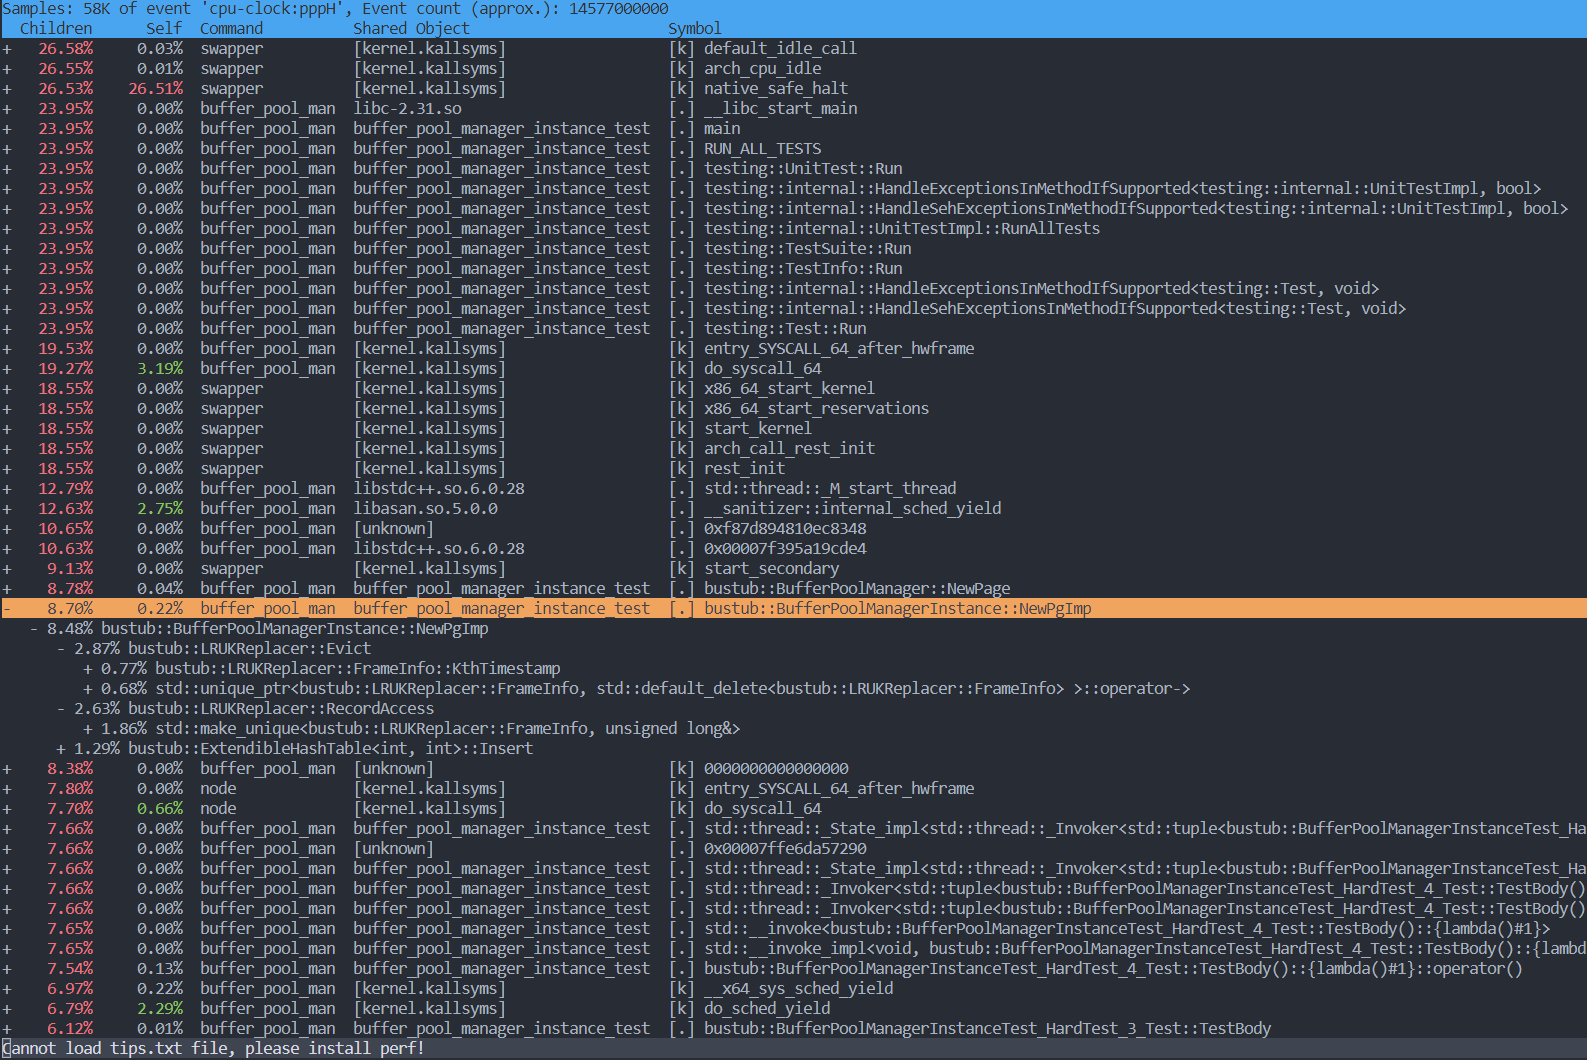 Samples: 58K of event 'cpu-clock:pppH', Event count (approx.): 14577000000
Children Self Command Shared Object Symbol
+ 26.58% 0.03% swapper [kernel.kallsyms] [k] default_idle_call
+ 26.55% 0.01% swapper [kernel.kallsyms] [k] arch_cpu_idle
+ 26.53% 26.51% swapper [kernel.kallsyms] [k] native_safe_halt
+ 23.95% 0.00% buffer_pool_man libc-2.31.so [.] __libc_start_main
+ 23.95% 0.00% buffer_pool_man buffer_pool_manager_instance_test [.] main
+ 23.95% 0.00% buffer_pool_man buffer_pool_manager_instance_test [.] RUN_ALL_TESTS
+ 23.95% 0.00% buffer_pool_man buffer_pool_manager_instance_test [.] testing::UnitTest::Run
+ 23.95% 0.00% buffer_pool_man buffer_pool_manager_instance_test [.] testing::internal::HandleExceptionsInMethodIfSupported<testing::internal::UnitTestImpl, bool>
+ 23.95% 0.00% buffer_pool_man buffer_pool_manager_instance_test [.] testing::internal::HandleSehExceptionsInMethodIfSupported<testing::internal::UnitTestImpl, bool>
+ 23.95% 0.00% buffer_pool_man buffer_pool_manager_instance_test [.] testing::internal::UnitTestImpl::RunAllTests
+ 23.95% 0.00% buffer_pool_man buffer_pool_manager_instance_test [.] testing::TestSuite::Run
+ 23.95% 0.00% buffer_pool_man buffer_pool_manager_instance_test [.] testing::TestInfo::Run
+ 23.95% 0.00% buffer_pool_man buffer_pool_manager_instance_test [.] testing::internal::HandleExceptionsInMethodIfSupported<testing::Test, void>
+ 23.95% 0.00% buffer_pool_man buffer_pool_manager_instance_test [.] testing::internal::HandleSehExceptionsInMethodIfSupported<testing::Test, void>
+ 23.95% 0.00% buffer_pool_man buffer_pool_manager_instance_test [.] testing::Test::Run
+ 19.53% 0.00% buffer_pool_man [kernel.kallsyms] [k] entry_SYSCALL_64_after_hwframe
+ 19.27% 3.19% buffer_pool_man [kernel.kallsyms] [k] do_syscall_64
+ 18.55% 0.00% swapper [kernel.kallsyms] [k] x86_64_start_kernel
+ 18.55% 0.00% swapper [kernel.kallsyms] [k] x86_64_start_reservations
+ 18.55% 0.00% swapper [kernel.kallsyms] [k] start_kernel
+ 18.55% 0.00% swapper [kernel.kallsyms] [k] arch_call_rest_init
+ 18.55% 0.00% swapper [kernel.kallsyms] [k] rest_init
+ 12.79% 0.00% buffer_pool_man libstdc++.so.6.0.28 [.] std::thread::_M_start_thread
+ 12.63% 2.75% buffer_pool_man libasan.so.5.0.0 [.] __sanitizer::internal_sched_yield
+ 10.65% 0.00% buffer_pool_man [unknown] [.] 0xf87d894810ec8348
+ 10.63% 0.00% buffer_pool_man libstdc++.so.6.0.28 [.] 0x00007f395a19cde4
+ 9.13% 0.00% swapper [kernel.kallsyms] [k] start_secondary
+ 8.78% 0.04% buffer_pool_man buffer_pool_manager_instance_test [.] bustub::BufferPoolManager::NewPage
- 8.70% 0.22% buffer_pool_man buffer_pool_manager_instance_test [.] bustub::BufferPoolManagerInstance::NewPgImp
- 8.48% bustub::BufferPoolManagerInstance::NewPgImp
- 2.87% bustub::LRUKReplacer::Evict
+ 0.77% bustub::LRUKReplacer::FrameInfo::KthTimestamp
+ 0.68% std::unique_ptr<bustub::LRUKReplacer::FrameInfo, std::default_delete<bustub::LRUKReplacer::FrameInfo> >::operator->
- 2.63% bustub::LRUKReplacer::RecordAccess
+ 1.86% std::make_unique<bustub::LRUKReplacer::FrameInfo, unsigned long&>
+ 1.29% bustub::ExtendibleHashTable<int, int>::Insert
+ 8.38% 0.00% buffer_pool_man [unknown] [k] 0000000000000000
+ 7.80% 0.00% node [kernel.kallsyms] [k] entry_SYSCALL_64_after_hwframe
+ 7.70% 0.66% node [kernel.kallsyms] [k] do_syscall_64
+ 7.66% 0.00% buffer_pool_man buffer_pool_manager_instance_test [.] std::thread::_State_impl<std::thread::_Invoker<std::tuple<bustub::BufferPoolManagerInstanceTest_Ha
+ 7.66% 0.00% buffer_pool_man [unknown] [.] 0x00007ffe6da57290
+ 7.66% 0.00% buffer_pool_man buffer_pool_manager_instance_test [.] std::thread::_State_impl<std::thread::_Invoker<std::tuple<bustub::BufferPoolManagerInstanceTest_Ha
+ 7.66% 0.00% buffer_pool_man buffer_pool_manager_instance_test [.] std::thread::_Invoker<std::tuple<bustub::BufferPoolManagerInstanceTest_HardTest_4_Test::TestBody()
+ 7.66% 0.00% buffer_pool_man buffer_pool_manager_instance_test [.] std::thread::_Invoker<std::tuple<bustub::BufferPoolManagerInstanceTest_HardTest_4_Test::TestBody()
+ 7.65% 0.00% buffer_pool_man buffer_pool_manager_instance_test [.] std::__invoke<bustub::BufferPoolManagerInstanceTest_HardTest_4_Test::TestBody()::{lambda()#1}>
+ 7.65% 0.00% buffer_pool_man buffer_pool_manager_instance_test [.] std::__invoke_impl<void, bustub::BufferPoolManagerInstanceTest_HardTest_4_Test::TestBody()::{lambd
+ 7.54% 0.13% buffer_pool_man buffer_pool_manager_instance_test [.] bustub::BufferPoolManagerInstanceTest_HardTest_4_Test::TestBody()::{lambda()#1}::operator()
+ 6.97% 0.22% buffer_pool_man [kernel.kallsyms] [k] __x64_sys_sched_yield
+ 6.79% 2.29% buffer_pool_man [kernel.kallsyms] [k] do_sched_yield
+ 6.12% 0.01% buffer_pool_man buffer_pool_manager_instance_test [.] bustub::BufferPoolManagerInstanceTest_HardTest_3_Test::TestBody
Cannot load tips.txt file, please install perf!